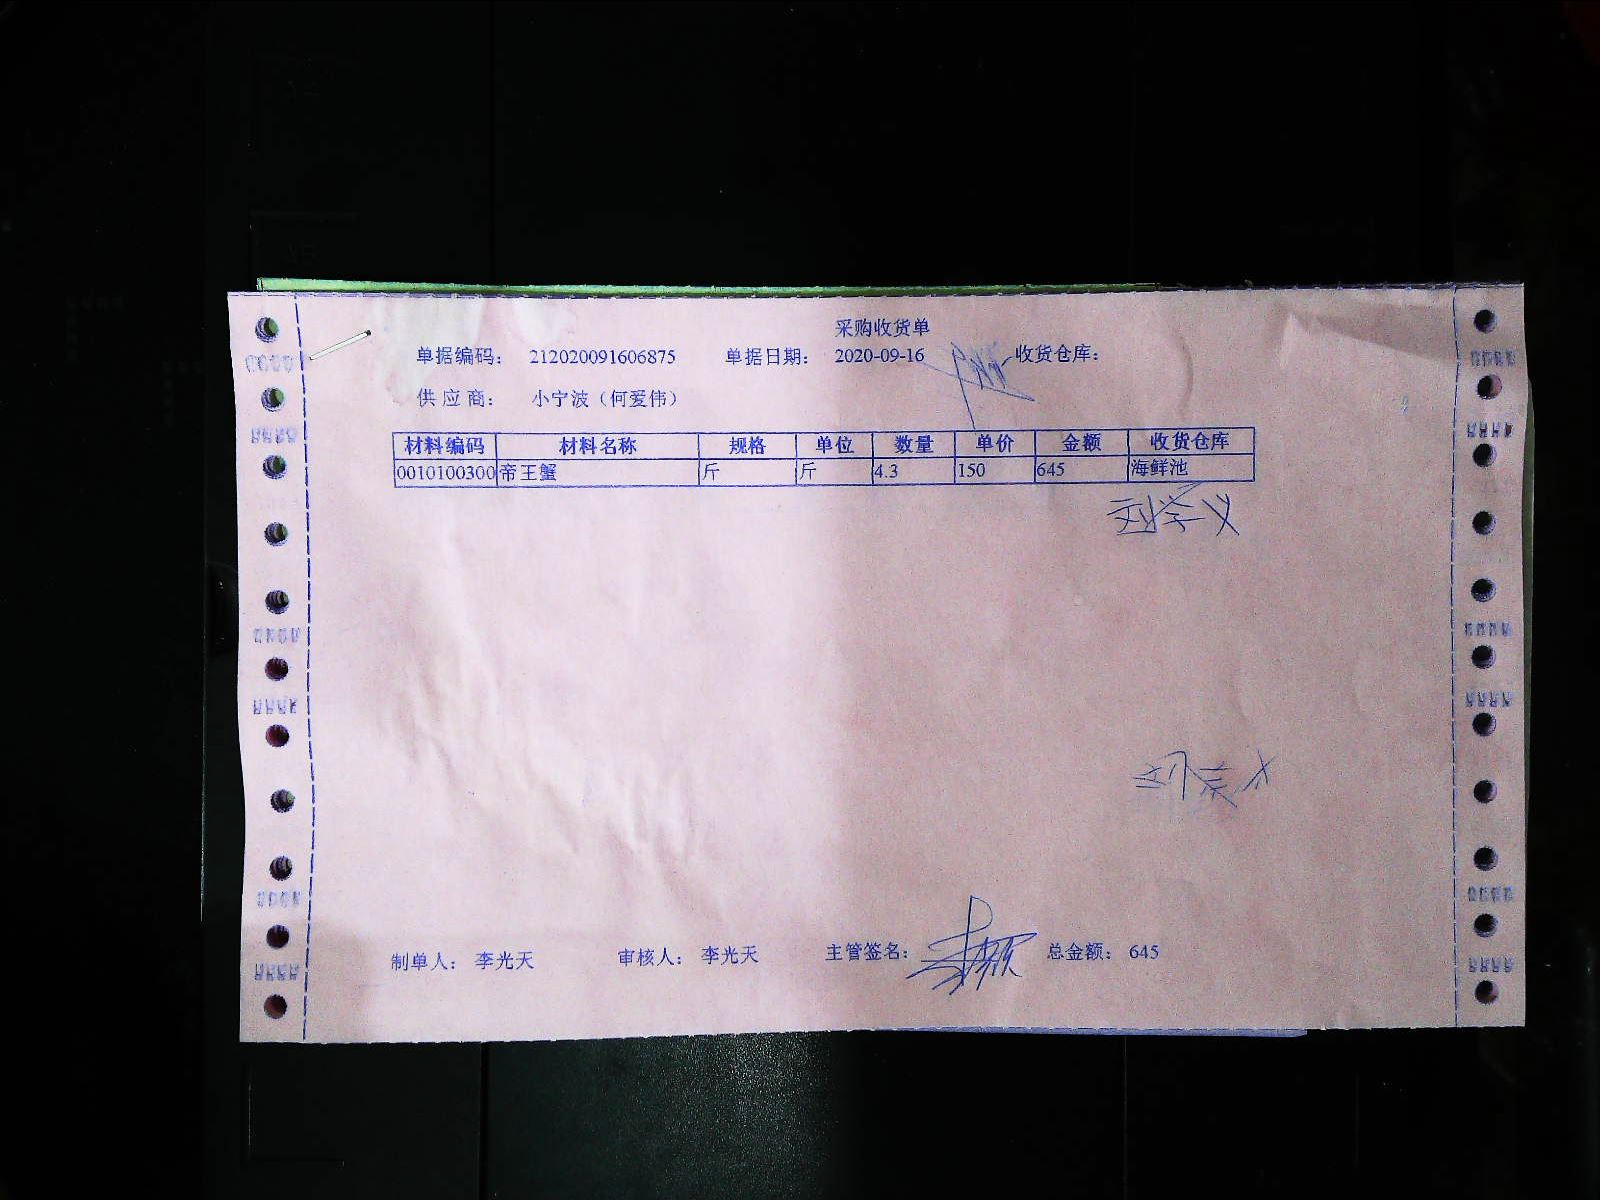 采购收货单
单据编码： 212020091606875 单据日期： 2020-09-16 收货仓库：
供应商： 小宁波（何爱伟）
材料编码 材料名称 规格 单位 数量 单价 金额 收货仓库
0010100300 帝王蟹 斤 斤 4.3 150 645 海鲜池
刘学义
制单人： 李光天 审核人： 李光天 主管签名： 总金额： 645